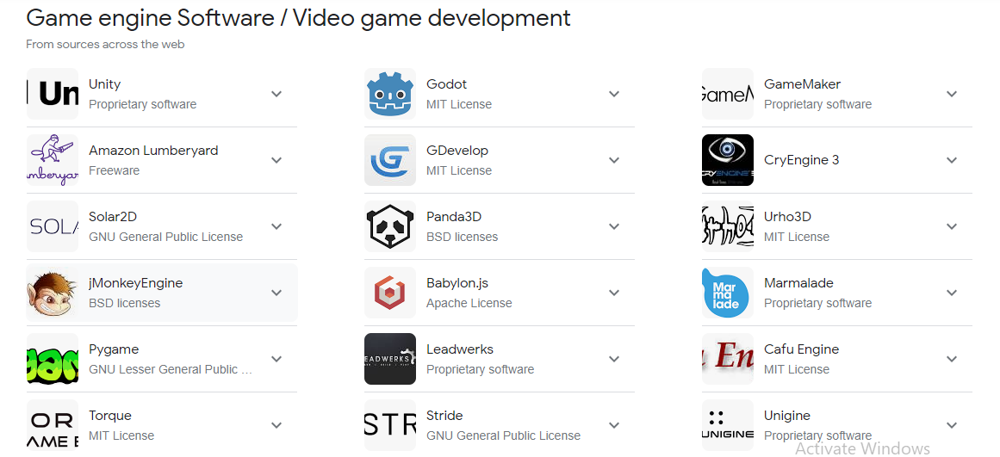 Game engine Software / Video game development
From sources across the web
Un
Unity
Proprietary software
Godot
MIT License
GameM
GameMaker
Proprietary software
umberyar
Amazon Lumberyard
Freeware
GDevelop
MIT License
CRYENGINE 3
CryEngine 3
SOLA
Solar2D
GNU General Public License
Panda3D
BSD licenses
Urho3D
MIT License
jMonkeyEngine
BSD licenses
Babylon.js
Apache License
Mar
ma
lade
Marmalade
Proprietary software
Pygame
GNU Lesser General Public ...
LEADWERKS
Leadwerks
Proprietary software
En
Cafu Engine
MIT License
OR
AME E
Torque
MIT License
STR
Stride
GNU General Public License
UNIGINE
Unigine
Proprietary software
Activate Windows